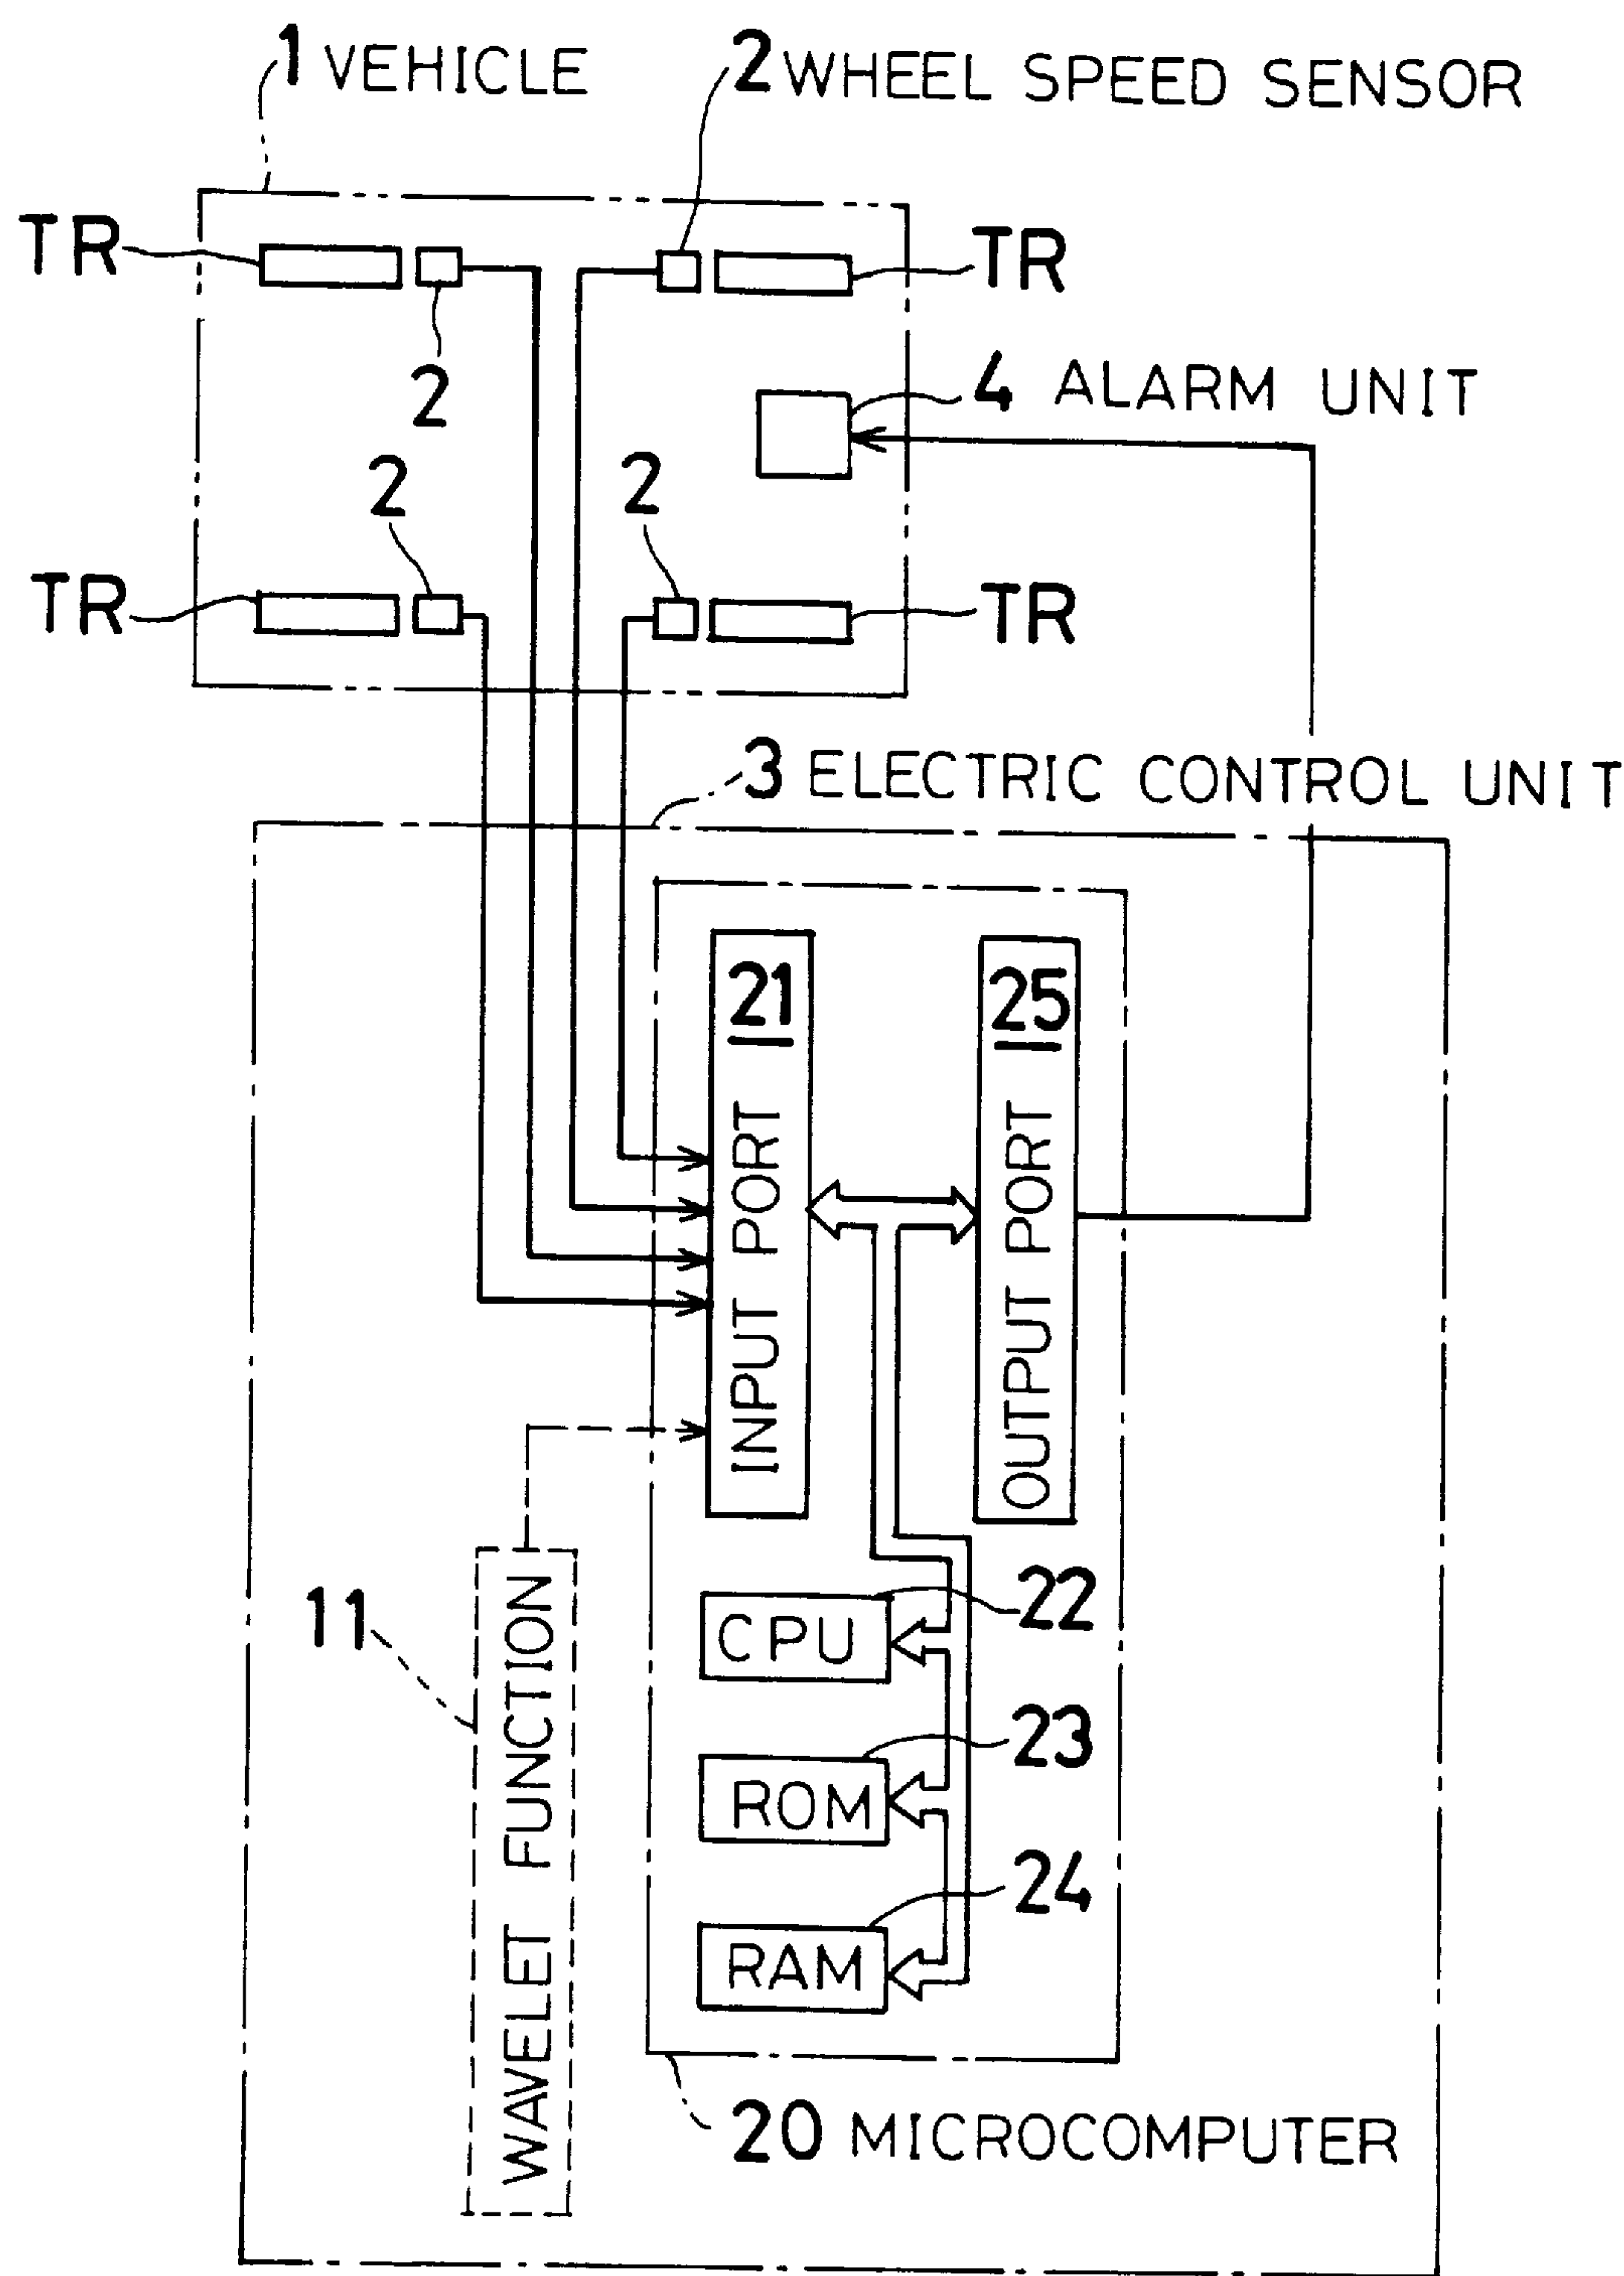 1 VEHICLE
2 WHEEL SPEED SENSOR
TR
TR
2
4 ALARM UNIT
2
2
TR
TR
3 ELECTRIC CONTROL UNIT
21
INPUT PORT
25
OUTPUT PORT
11
WAVELET FUNCTION
CPU
22
ROM
23
RAM
24
20 MICROCOMPUTER